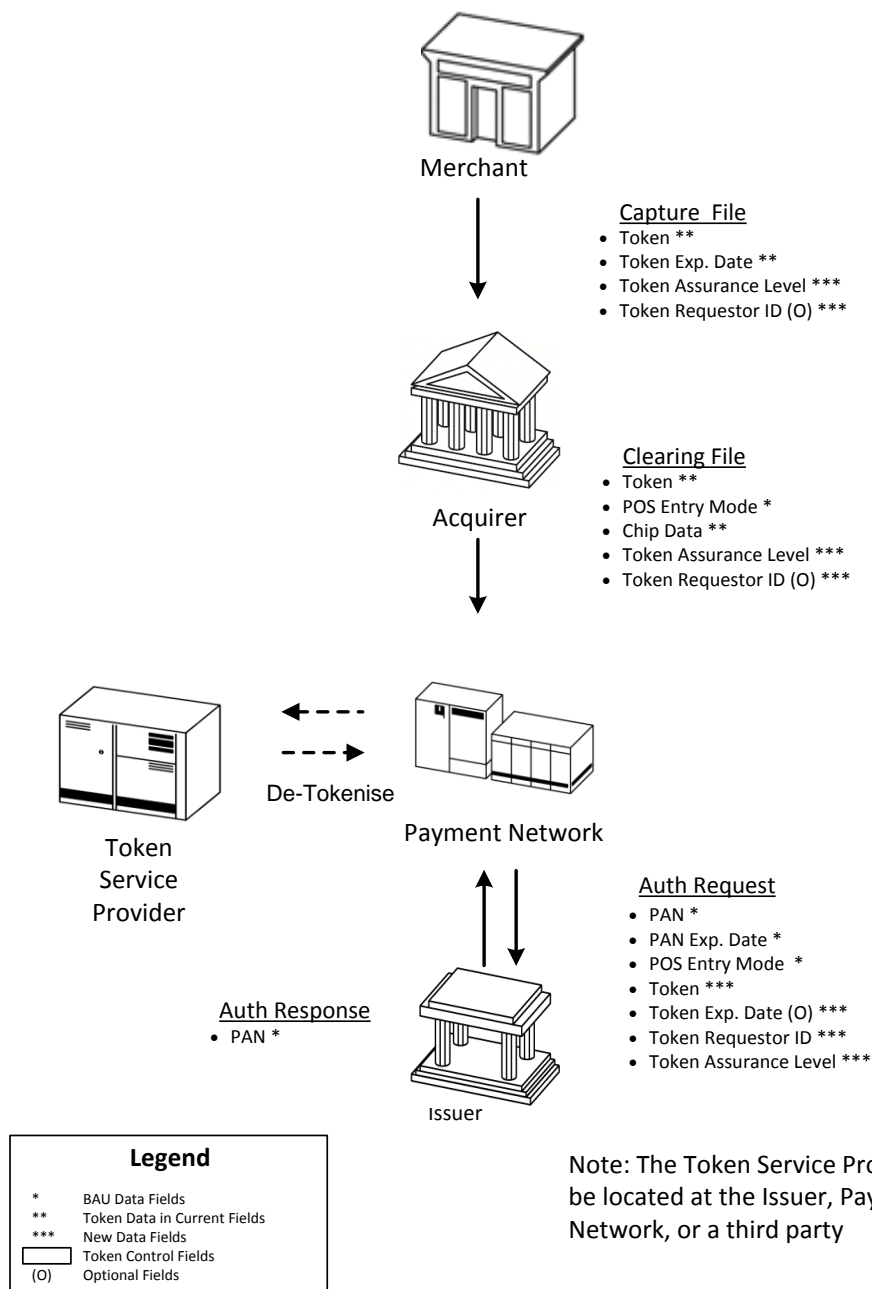 Merchant
Capture File
• Token **
• Token Exp. Date **
• Token Assurance Level ***
• Token Requestor ID (O) ***
Acquirer
Clearing File
• Token **
• POS Entry Mode *
• Chip Data **
• Token Assurance Level ***
• Token Requestor ID (O) ***
De-Tokenise
Token
Service
Provider
Payment Network
Auth Request
• PAN *
• PAN Exp. Date *
• POS Entry Mode *
• Token ***
• Token Exp. Date (O) ***
• Token Requestor ID ***
• Token Assurance Level ***
Auth Response
• PAN *
Issuer
Legend
* BAU Data Fields
** Token Data in Current Fields
*** New Data Fields
Token Control Fields
(O) Optional Fields
Note: The Token Service
be located at the Issuer,
Network, or a third party